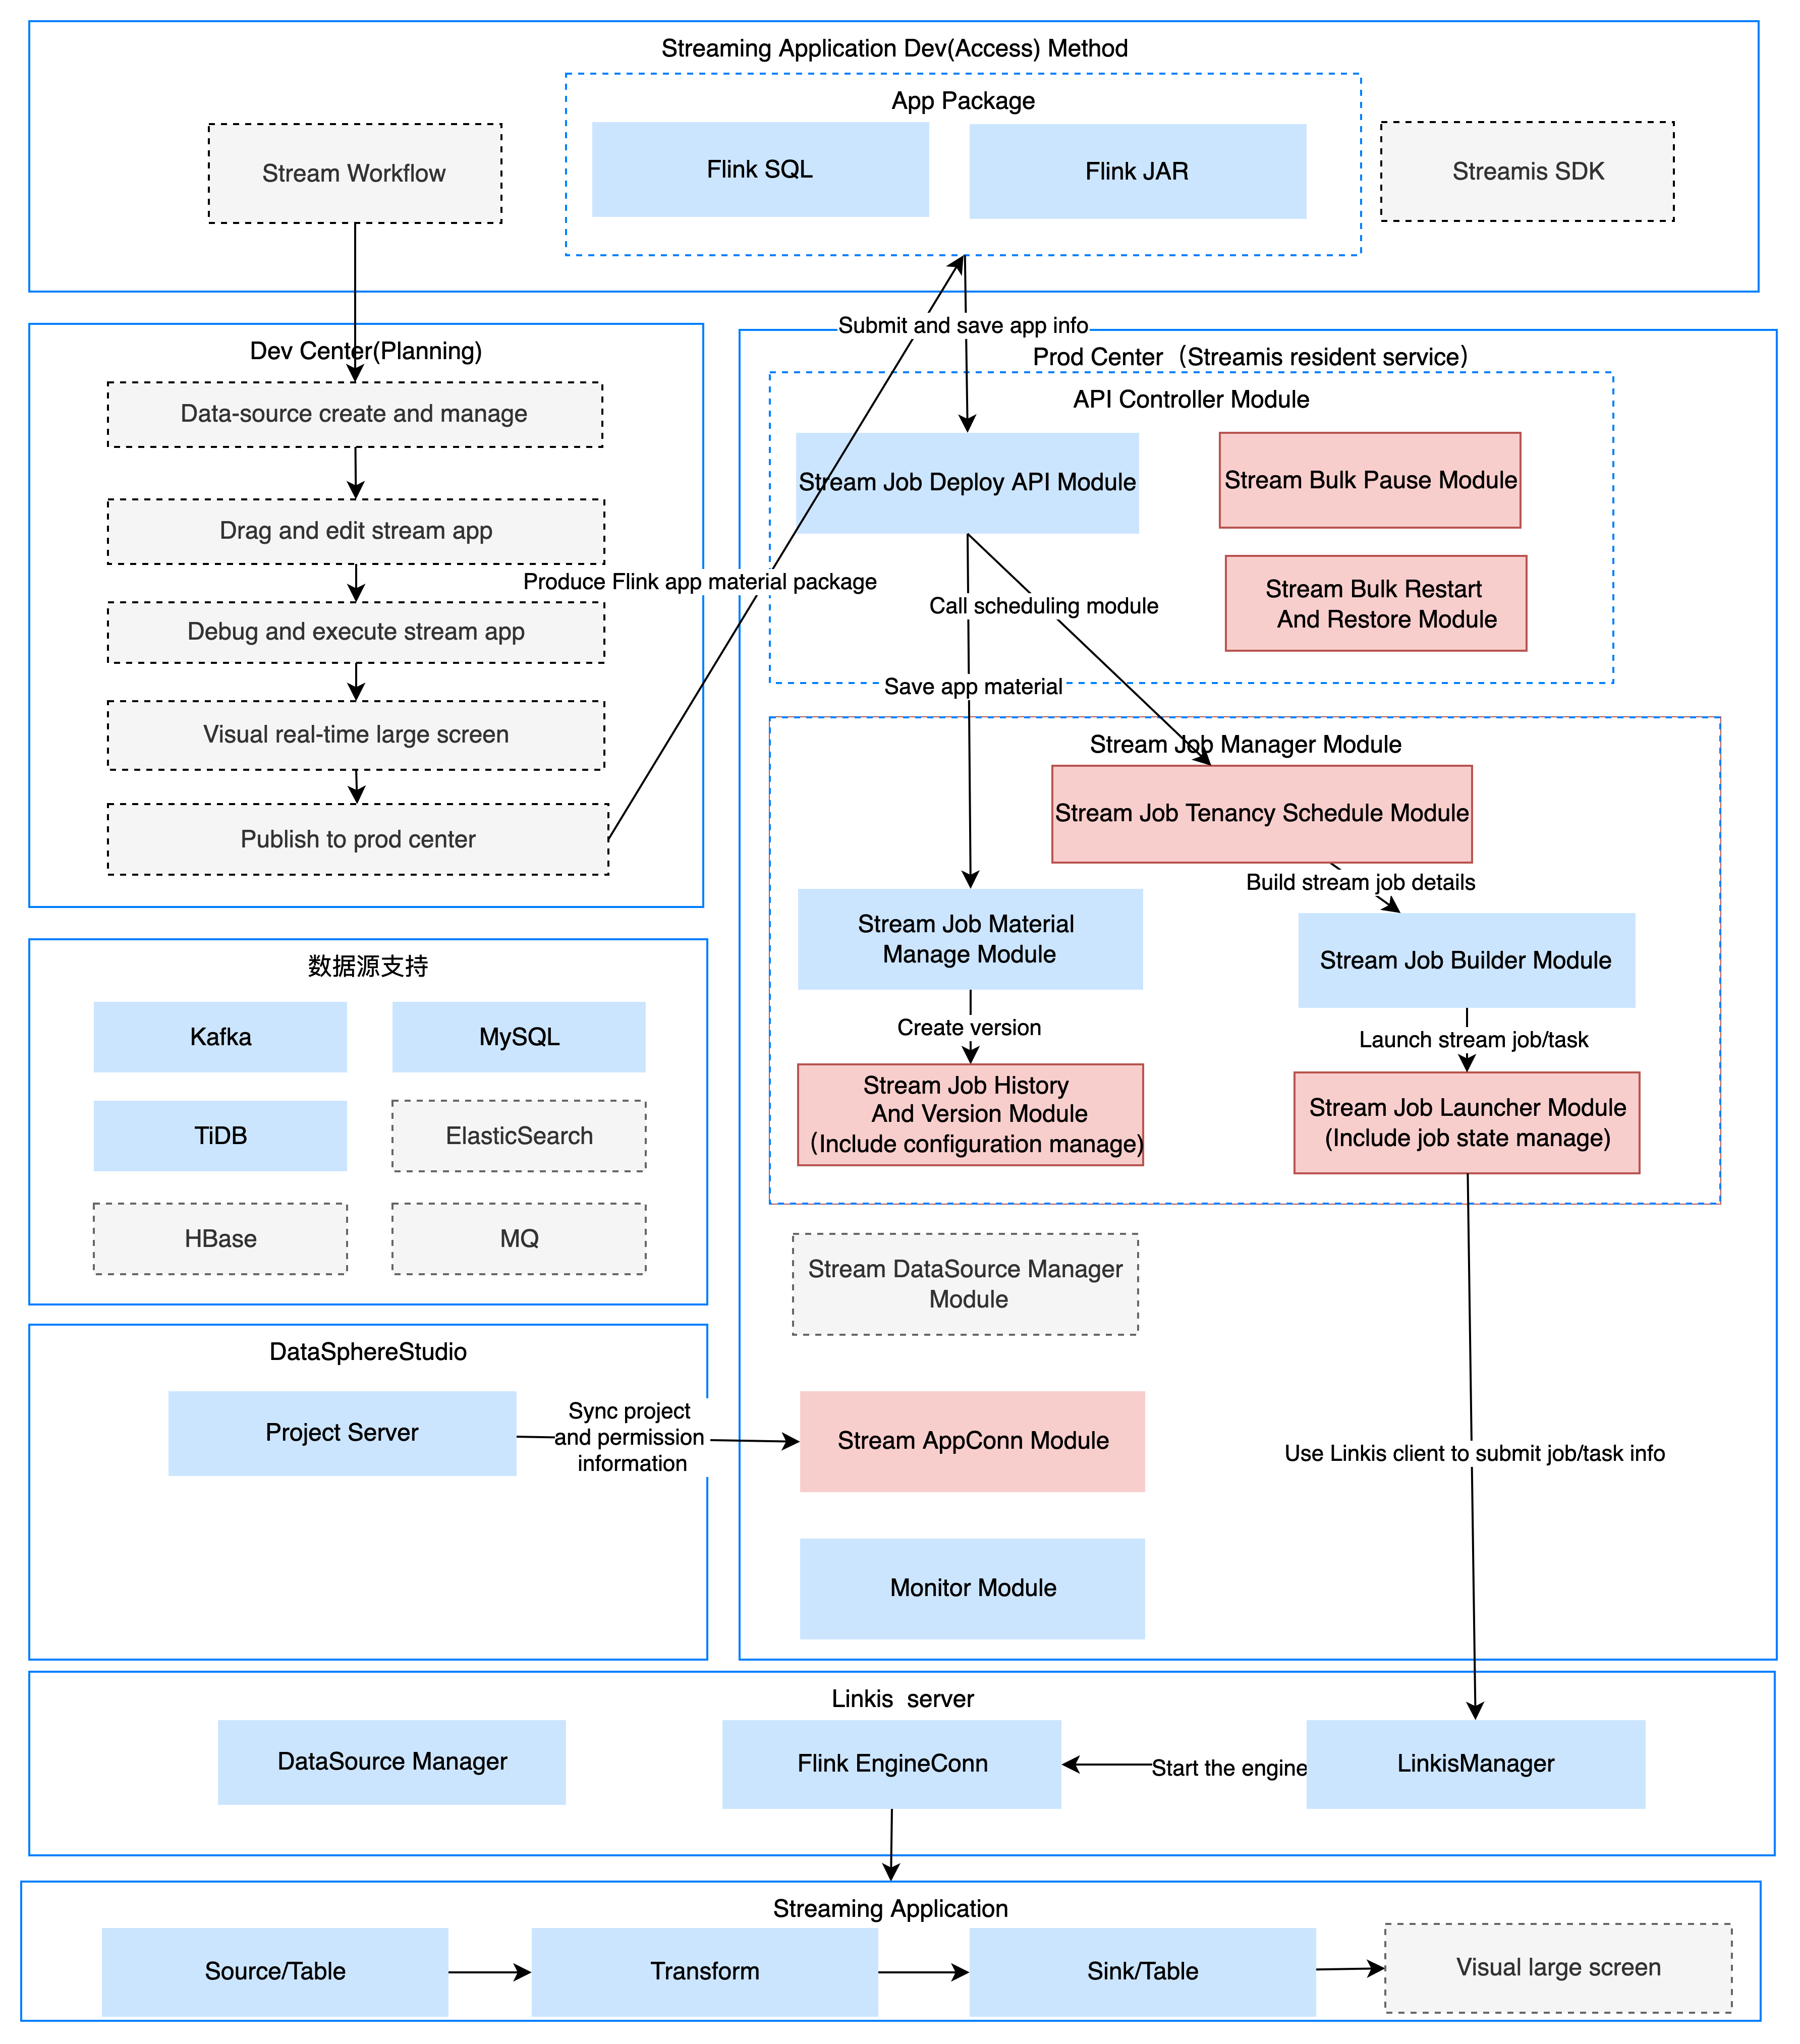 Streaming Application Dev(Access) Method
App Package
Stream Workflow
Flink SQL
Flink JAR
Streamis SDK
Submit and save app info
Dev Center(Planning)
Data-source create and manage
Drag and edit stream app
Debug and execute stream app
Visual real-time large screen
Publish to prod center
Produce Flink app material package
Prod Center（Streamis resident service）
API Controller Module
Stream Job Deploy API Module
Stream Bulk Pause Module
Stream Bulk Restart
And Restore Module
Call scheduling module
Save app material
Stream Job Manager Module
Stream Job Tenancy Schedule Module
Build stream job details
Stream Job Material
Manage Module
Stream Job Builder Module
Create version
Launch stream job/task
Stream Job History
And Version Module
（Include configuration manage)
Stream Job Launcher Module
(Include job state manage)
数据源支持
Kafka
MySQL
TiDB
ElasticSearch
HBase
MQ
Stream DataSource Manager
Module
DataSphereStudio
Project Server
Sync project
and permission
information
Stream AppConn Module
Use Linkis client to submit job/task info
Monitor Module
Linkis  server
DataSource Manager
Flink EngineConn
Start the engine
LinkisManager
Streaming Application
Source/Table
Transform
Sink/Table
Visual large screen